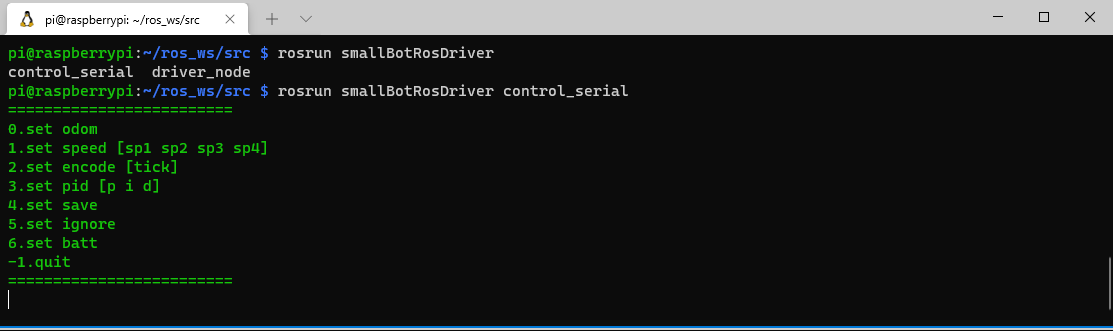 pi@raspberrypi: ~/ros_ws/src
pi@raspberrypi:~/ros_ws/src $ rosrun smallBotRosDriver
control_serial  driver_node
pi@raspberrypi:~/ros_ws/src $ rosrun smallBotRosDriver control_serial
=========================
0.set odom
1.set speed [sp1 sp2 sp3 sp4]
2.set encode [tick]
3.set pid [p i d]
4.set save
5.set ignore
6.set batt
-1.quit
=========================